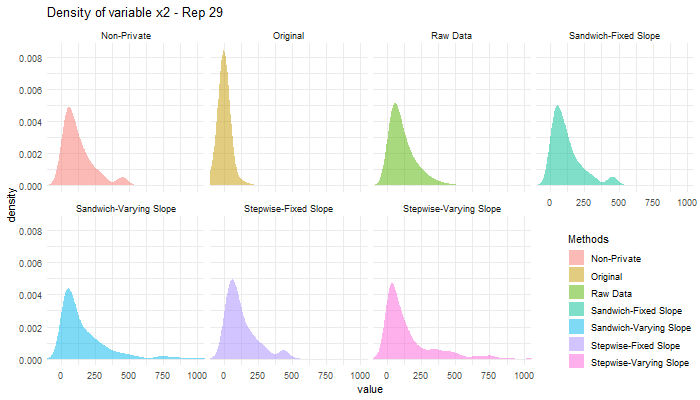 Density of variable x2 - Rep 29
Non-Private Original Raw Data Sandwich-Fixed Slope
0.008
0.006
0.004
0.002
0.000
0 250 500 750 1000
Sandwich-Varying Slope Stepwise-Fixed Slope Stepwise-Varying Slope
0.008
0.006
0.004
0.002
0.000
0 250 500 750 1000 0 250 500 750 1000 0 250 500 750 1000
density
value
Methods
Non-Private
Original
Raw Data
Sandwich-Fixed Slope
Sandwich-Varying Slope
Stepwise-Fixed Slope
Stepwise-Varying Slope